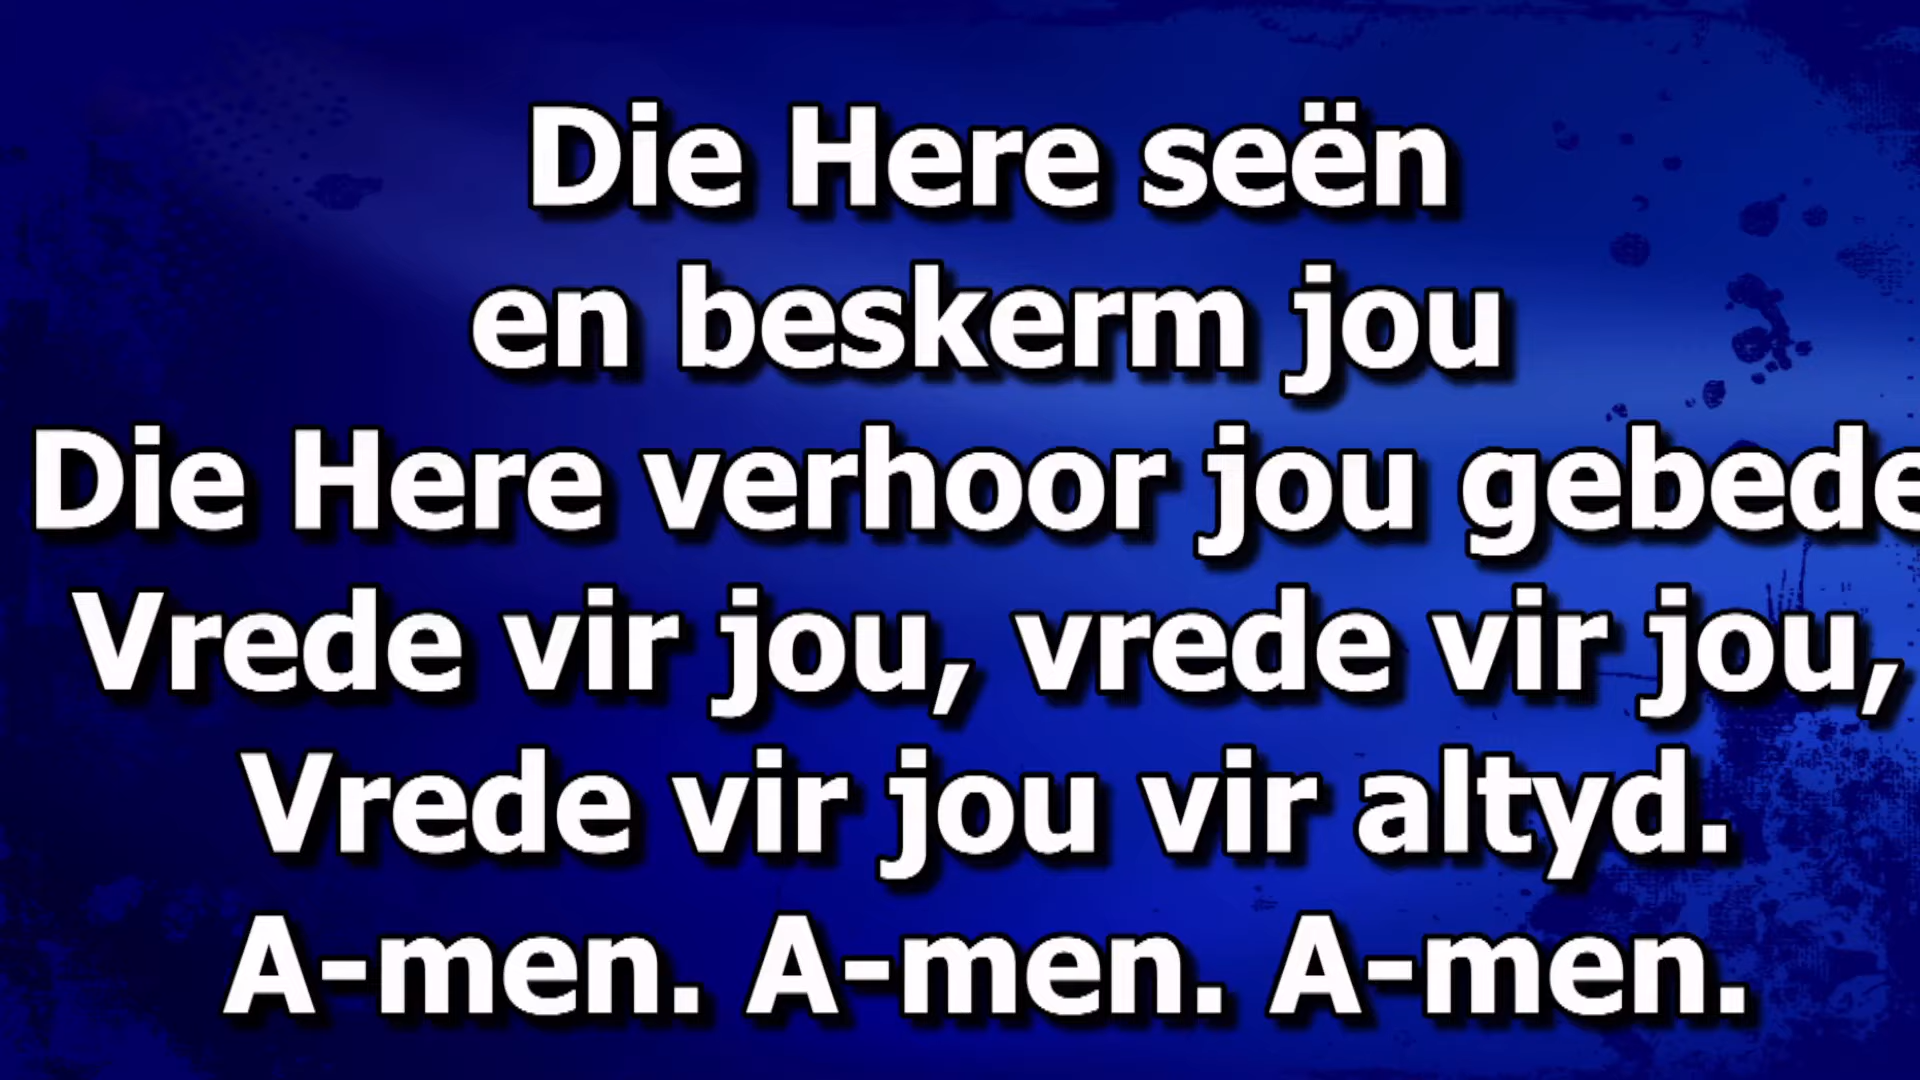 Die Here seën
en beskerm jou
Die Here verhoor jou gebede
Vrede vir jou, vrede vir jou,
Vrede vir jou vir altyd.
A-men. A-men. A-men.